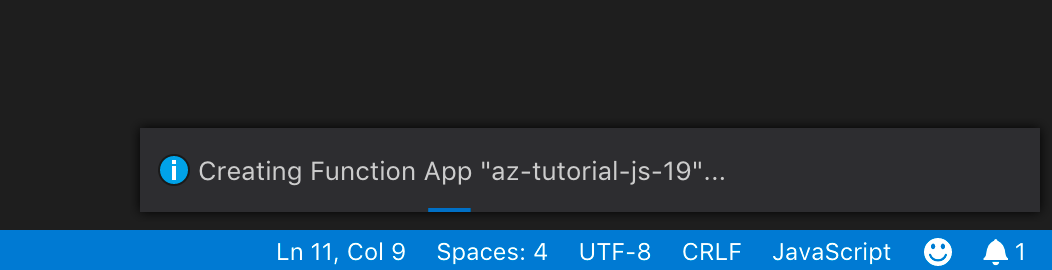 Creating Function App "az-tutorial-js-19"...
Ln 11, Col 9 Spaces: 4 UTF-8 CRLF JavaScript 1